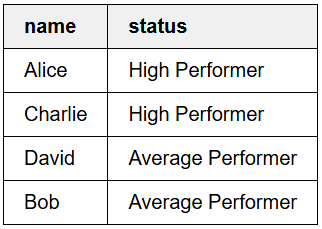 name status
Alice High Performer
Charlie High Performer
David Average Performer
Bob Average Performer